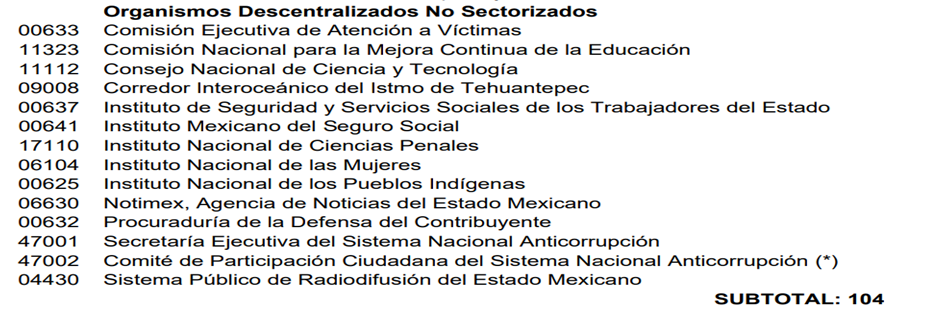 Organismos Descentralizados No Sectorizados
00633 Comisión Ejecutiva de Atención a Víctimas
11323 Comisión Nacional para la Mejora Continua de la Educación
11112 Consejo Nacional de Ciencia y Tecnología
09008 Corredor Interoceánico del Istmo de Tehuantepec
00637 Instituto de Seguridad y Servicios Sociales de los Trabajadores del Estado
00641 Instituto Mexicano del Seguro Social
17110 Instituto Nacional de Ciencias Penales
06104 Instituto Nacional de las Mujeres
00625 Instituto Nacional de los Pueblos Indígenas
06630 Notimex, Agencia de Noticias del Estado Mexicano
00632 Procuraduría de la Defensa del Contribuyente
47001 Secretaría Ejecutiva del Sistema Nacional Anticorrupción
47002 Comité de Participación Ciudadana del Sistema Nacional Anticorrupción (*)
04430 Sistema Público de Radiodifusión del Estado Mexicano
SUBTOTAL: 104